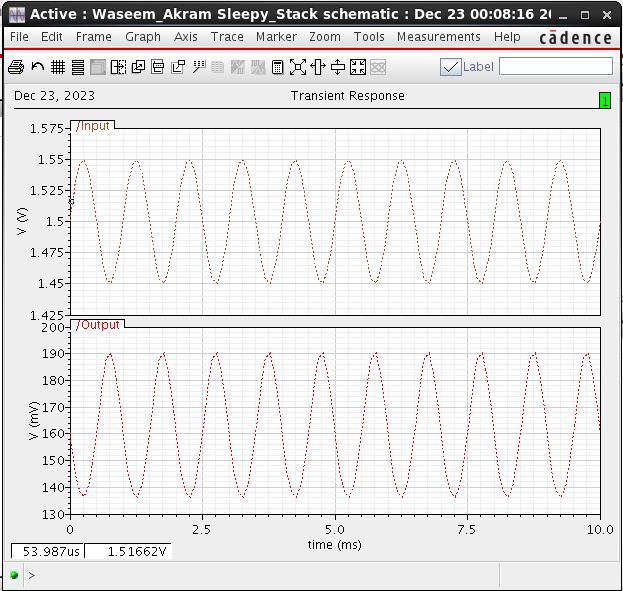 Active : Waseem_Akram Sleepy_Stack schematic : Dec 23 00:08:16 20
File Edit Frame Graph Axis Trace Marker Zoom Tools Measurements Help cādence
Label
Dec 23, 2023 Transient Response 1
/Input
1.575
1.55
1.525
1.5
1.475
1.45
1.425
V (V)
/Output
200
190
180
170
160
150
140
130
V (mV)
0 2.5 5.0 7.5 10.0
time (ms)
53.987us 1.51662V
>